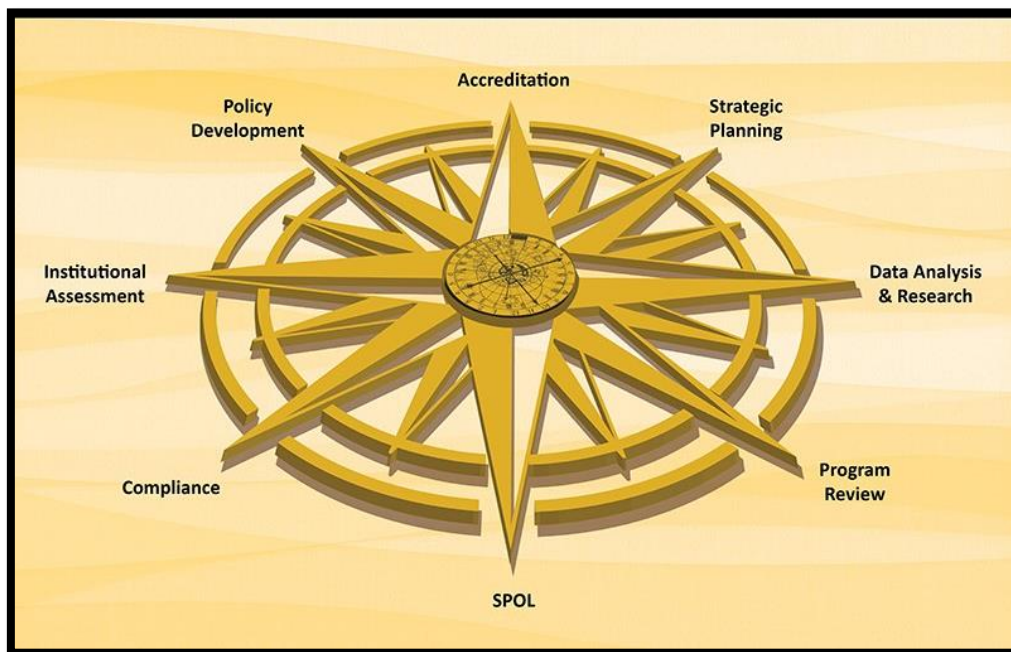 Accreditation
Policy
Development
Strategic
Planning
Institutional
Assessment
Data Analysis
& Research
Compliance
Program
Review
SPOL